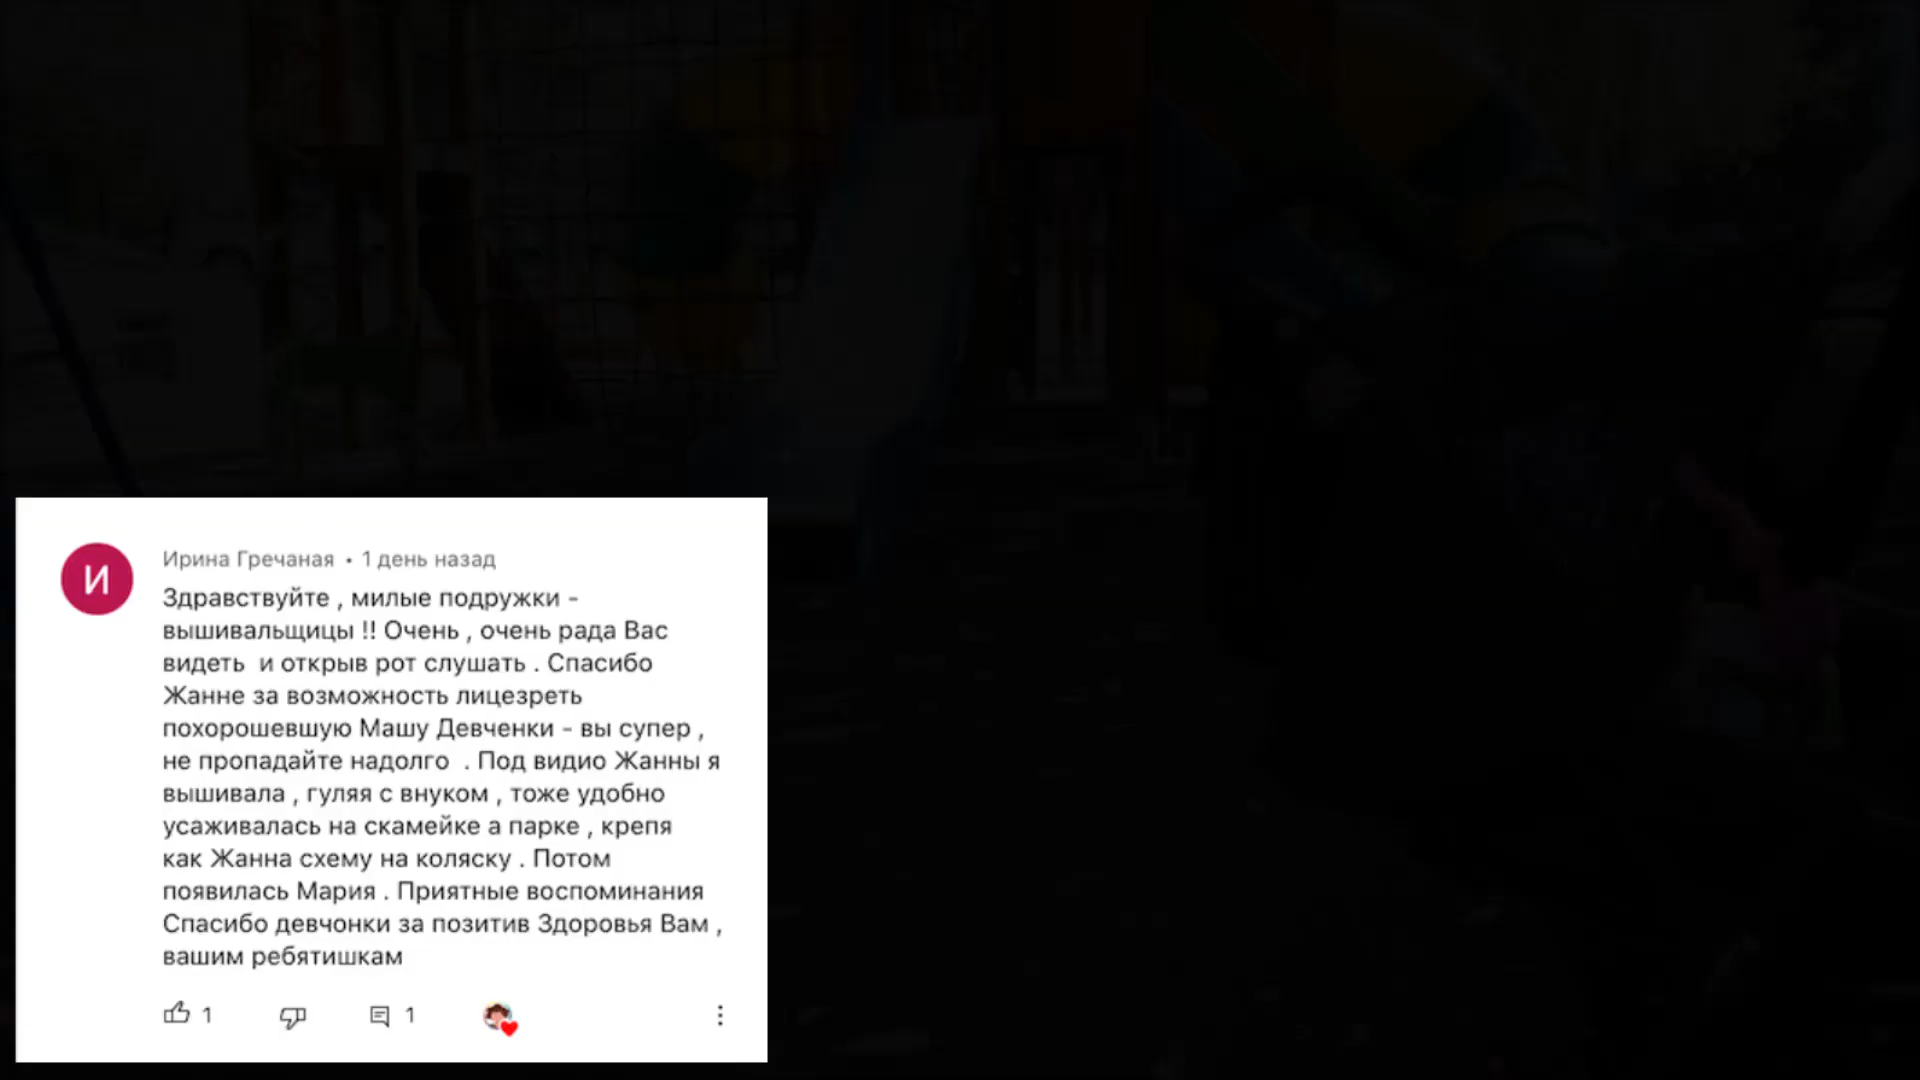 И
Ирина Гречаная • 1 день назад
Здравствуйте , милые подружки -
вышивальщицы !! Очень , очень рада Вас
видеть и открыв рот слушать . Спасибо
Жанне за возможность лицезреть
похорошевшую Машу Девченки - вы супер ,
не пропадайте надолго . Под видио Жанны я
вышивала , гуляя с внуком , тоже удобно
усаживалась на скамейке а парке , крепя
как Жанна схему на коляску . Потом
появилась Мария . Приятные воспоминания
Спасибо девчонки за позитив Здоровья Вам ,
вашим ребятишкам
1 1